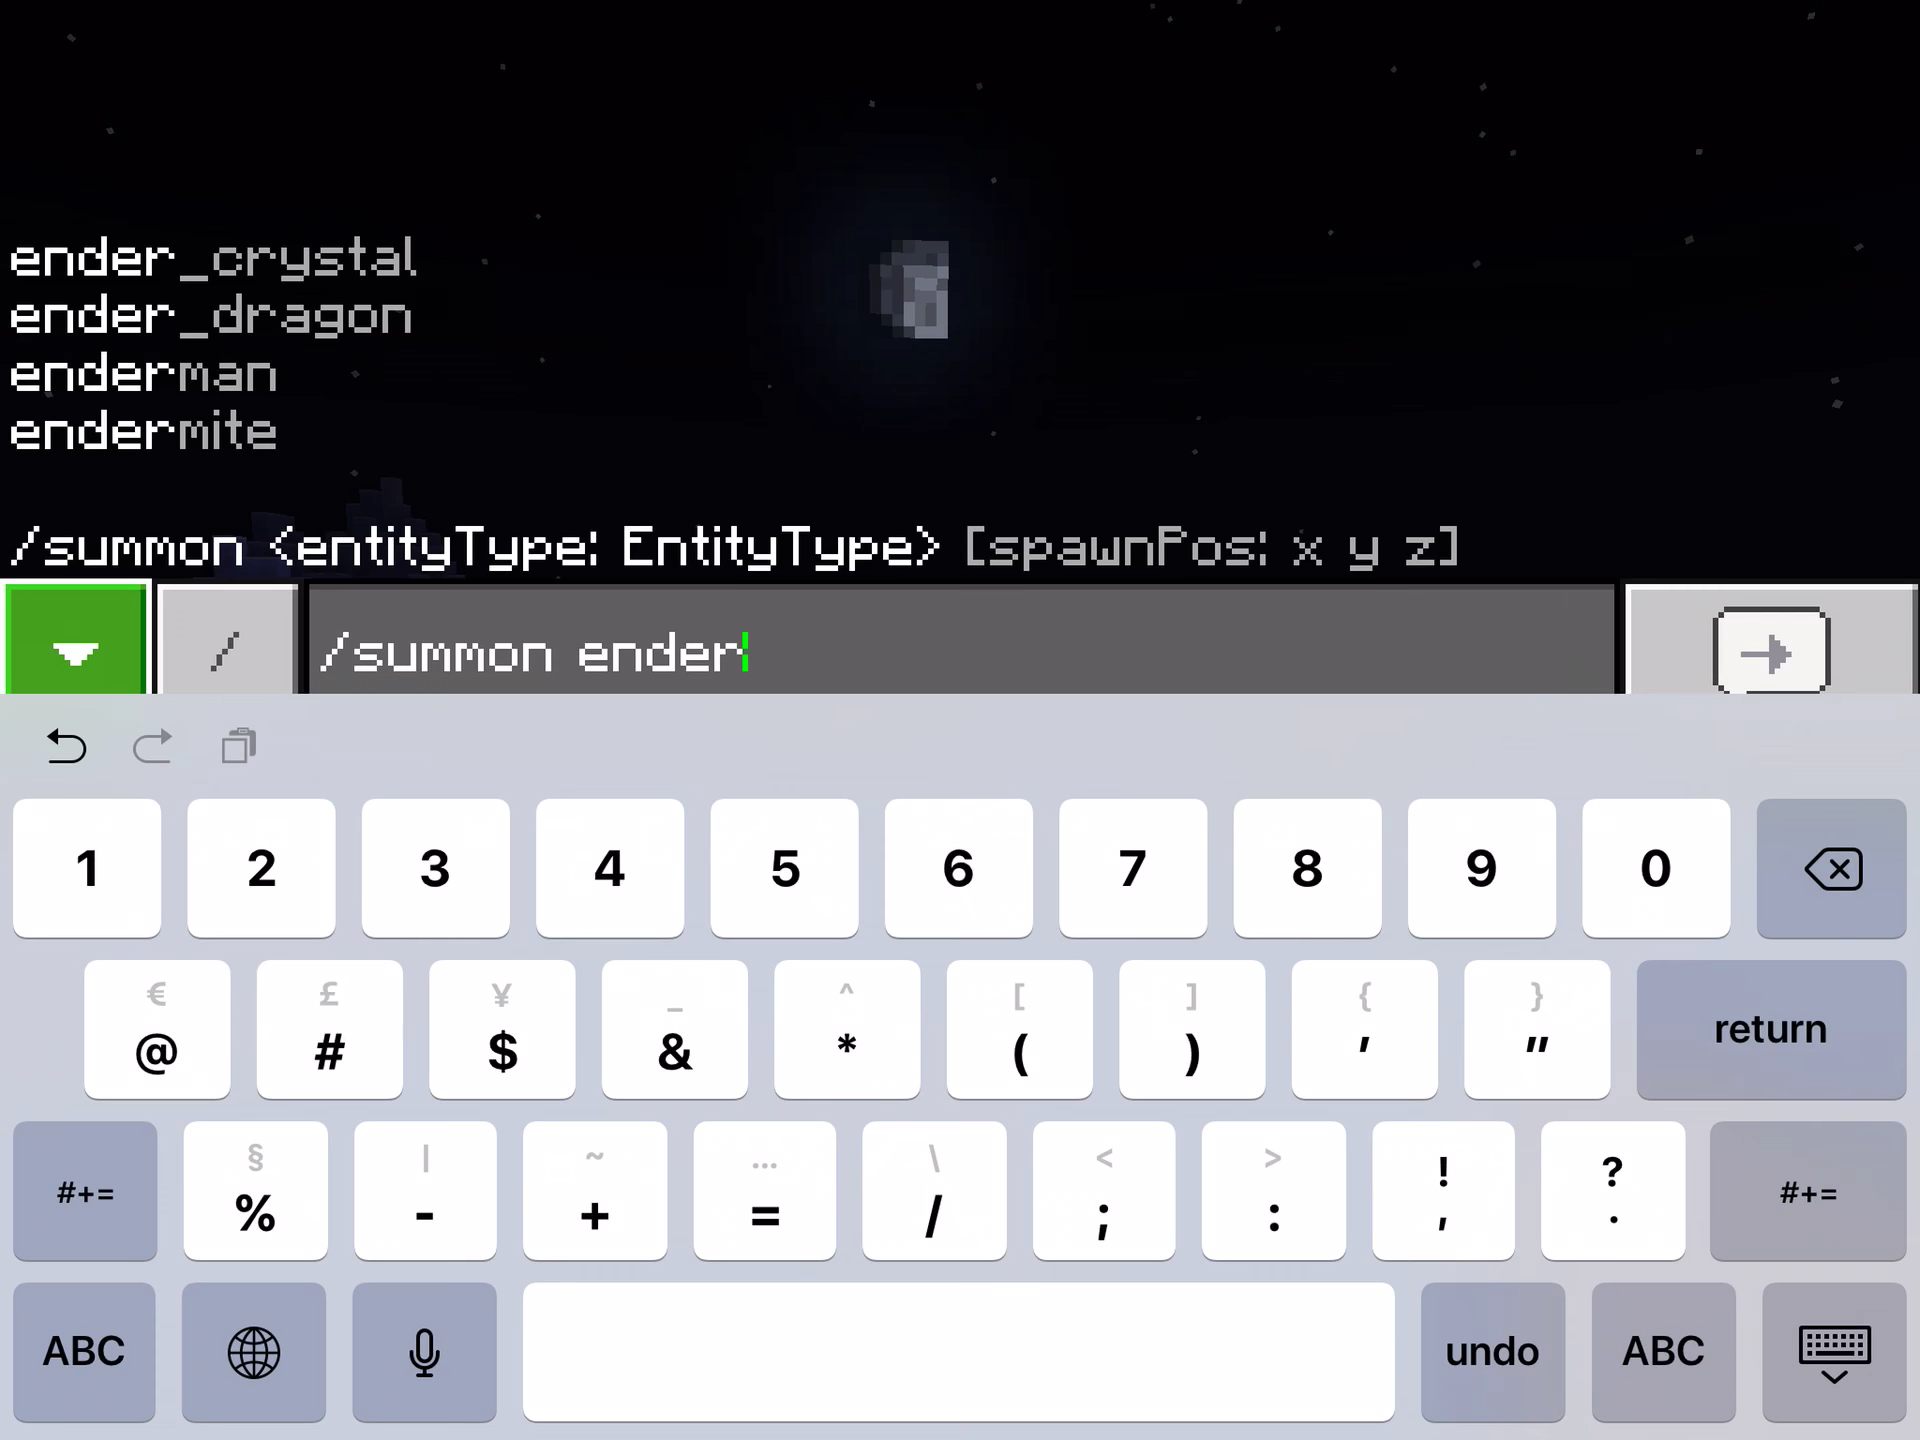 ender_crystal
ender_dragon
enderman
endermite
/summon <entityType: EntityType> [spawnPos: x y z]
/ /summon ender
1 2 3 4 5 6 7 8 9 0
€ £ ¥ _ ^ [ ] { }
@ # $ & * ( ) ' " return
§ | ~ … \ < > ! ?
#+= % - + = / ; : , . #+=
ABC undo ABC